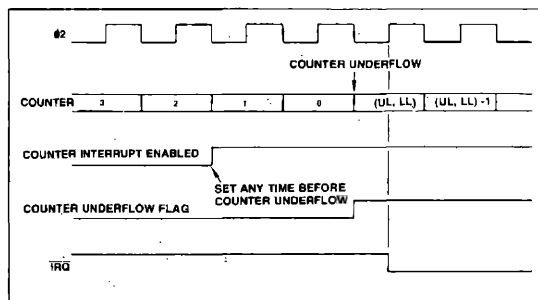 ϕ2
COUNTER UNDERFLOW
COUNTER 3 2 1 0 (UL, LL) (UL, LL) -1
COUNTER INTERRUPT ENABLED
SET ANY TIME BEFORE
COUNTER UNDERFLOW
COUNTER UNDERFLOW FLAG
IRQ